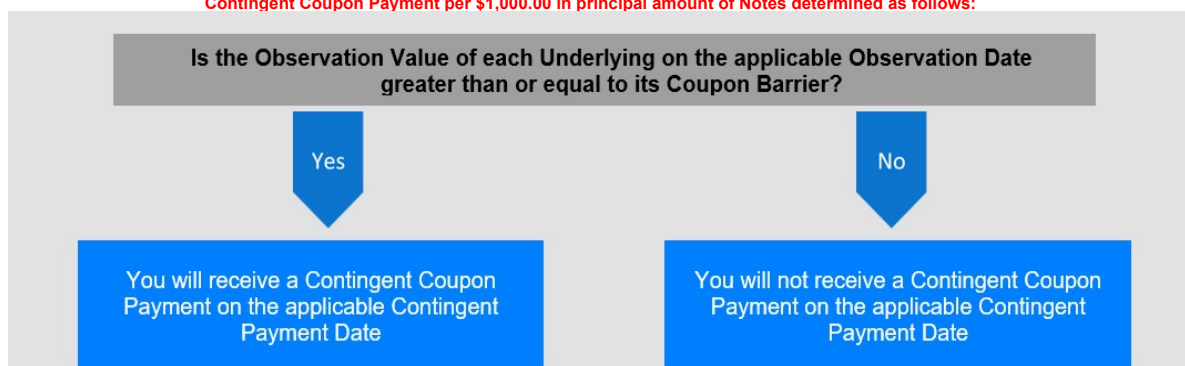 Contingent Coupon Payment per $1,000.00 in principal amount of Notes determined as follows:
Is the Observation Value of each Underlying on the applicable Observation Date
greater than or equal to its Coupon Barrier?
Yes
No
You will receive a Contingent Coupon
Payment on the applicable Contingent
Payment Date
You will not receive a Contingent Coupon
Payment on the applicable Contingent
Payment Date